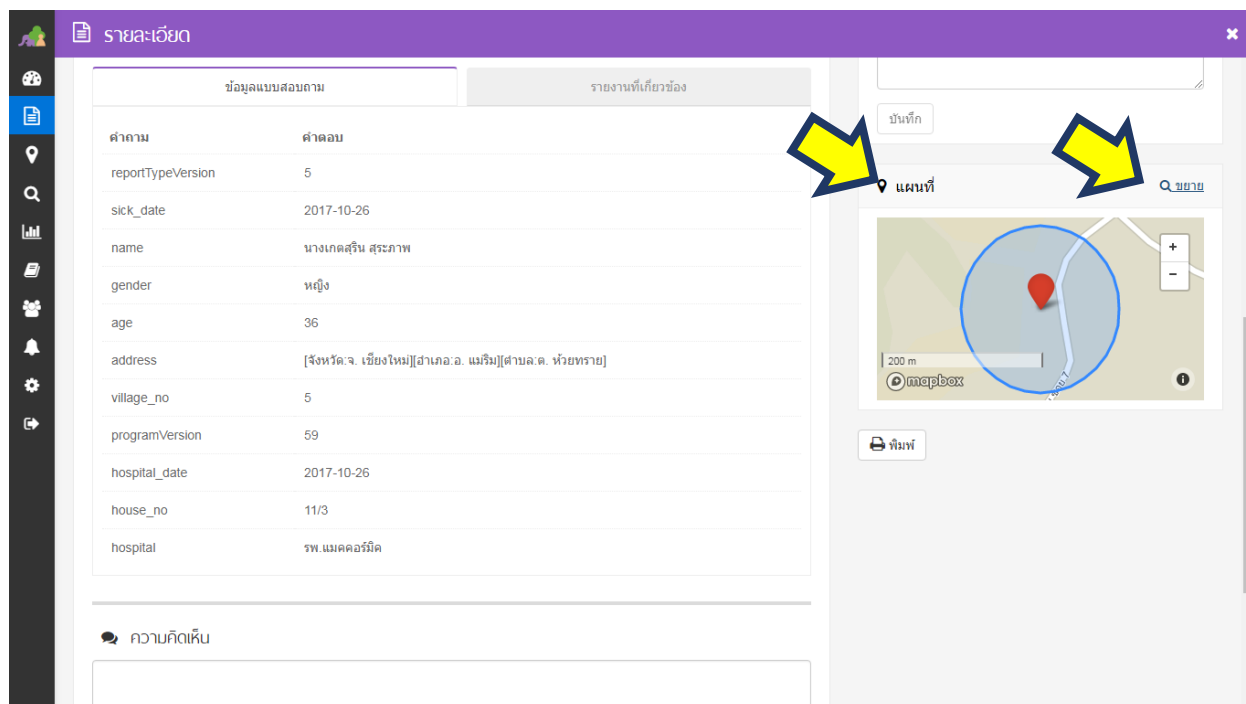 รายละเอียด
ข้อมูลแบบสอบถาม
รายงานที่เกี่ยวข้อง
คำถาม คำตอบ
reportTypeVersion 5
sick_date 2017-10-26
name นางเกตสุริน สุระภาพ
gender หญิง
age 36
address [จังหวัด:จ. เชียงใหม่][อำเภอ:อ. แม่ริม][ตำบล:ต. ห้วยทราย]
village_no 5
programVersion 59
hospital_date 2017-10-26
house_no 11/3
hospital รพ.แมคคอร์มิค
ความคิดเห็น
บันทึก
แผนที่
ขยาย
+
−
200 m
mapbox
พิมพ์